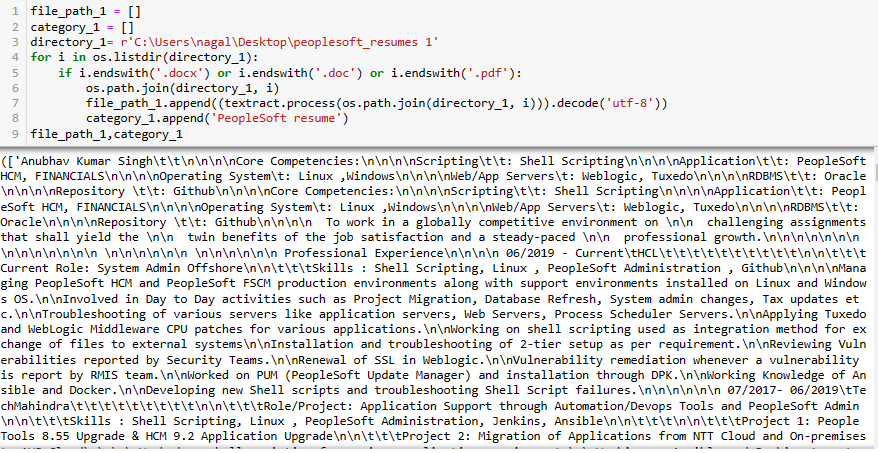 1 file_path_1 = []
2 category_1 = []
3 directory_1= r'C:\Users\nagal\Desktop\peoplesoft_resumes 1'
4 for i in os.listdir(directory_1):
5     if i.endswith('.docx') or i.endswith('.doc') or i.endswith('.pdf'):
6         os.path.join(directory_1, i)
7         file_path_1.append((textract.process(os.path.join(directory_1, i))).decode('utf-8'))
8         category_1.append('PeopleSoft resume')
9 file_path_1,category_1
(['Anubhav Kumar Singh\t\t\n\n\n\nCore Competencies:\n\n\n\nScripting\t\t: Shell Scripting\n\n\n\nApplication\t\t: PeopleSoft
HCM, FINANCIALS\n\n\n\nOperating System\t: Linux ,Windows\n\n\n\nWeb/App Servers\t: Weblogic, Tuxedo\n\n\n\nRDBMS\t\t: Oracle
\n\n\n\nRepository \t\t: Github\n\n\n\nCore Competencies:\n\n\n\nScripting\t\t: Shell Scripting\n\n\n\nApplication\t\t: Peopl
eSoft HCM, FINANCIALS\n\n\n\nOperating System\t: Linux ,Windows\n\n\n\nWeb/App Servers\t: Weblogic, Tuxedo\n\n\n\nRDBMS\t\t:
Oracle\n\n\n\nRepository \t\t: Github\n\n\n\n  To work in a globally competitive environment on \n\n  challenging assignments
that shall yield the \n\n  twin benefits of the job satisfaction and a steady-paced \n\n  professional growth.\n\n\n\n\n\n\n
\n\n\n\n\n\n\n \n\n\n\n\n\n \n\n\n\n\n\n Professional Experience\n\n\n\n 06/2019 - Current\tHCL\t\t\t\t\t\t\t\t\t\t\n\n\t\t\t
Current Role: System Admin Offshore\n\n\t\t\tSkills : Shell Scripting, Linux , PeopleSoft Administration , Github\n\n\n\nMana
ging PeopleSoft HCM and PeopleSoft FSCM production environments along with support environments installed on Linux and Window
s OS.\n\nInvolved in Day to Day activities such as Project Migration, Database Refresh, System admin changes, Tax updates et
c.\n\nTroubleshooting of various servers like application servers, Web Servers, Process Scheduler Servers.\n\nApplying Tuxedo
and WebLogic Middleware CPU patches for various applications.\n\nWorking on shell scripting used as integration method for ex
change of files to external systems\n\nInstallation and troubleshooting of 2-tier setup as per requirement.\n\nReviewing Vuln
erabilities reported by Security Teams.\n\nRenewal of SSL in Weblogic.\n\nVulnerability remediation whenever a vulnerability
is report by RMIS team.\n\nWorked on PUM (PeopleSoft Update Manager) and installation through DPK.\n\nWorking Knowledge of An
sible and Docker.\n\nDeveloping new Shell scripts and troubleshooting Shell Script failures.\n\n\n\n\n\n 07/2017- 06/2019\tTe
chMahindra\t\t\t\t\t\t\t\t\t\t\n\n\t\t\tRole/Project: Application Support through Automation/Devops Tools and PeopleSoft Admin
\n\n\t\t\tSkills : Shell Scripting, Linux , PeopleSoft Administration, Jenkins, Ansible\n\n\t\t\t\n\n\t\t\tProject 1: People
Tools 8.55 Upgrade & HCM 9.2 Application Upgrade\n\n\t\t\tProject 2: Migration of Applications from NTT Cloud and On-premises